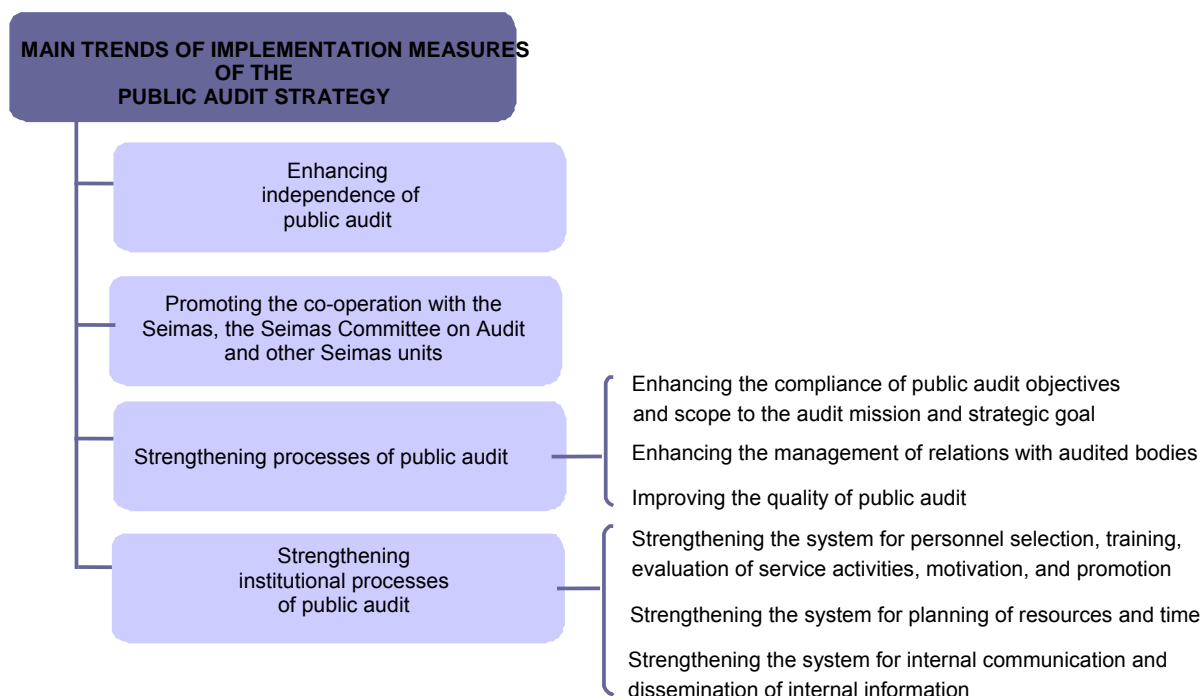 MAIN TRENDS OF IMPLEMENTATION MEASURES
OF THE
PUBLIC AUDIT STRATEGY
Enhancing
independence of
public audit
Promoting the co-operation with the
Seimas, the Seimas Committee on Audit
and other Seimas units
Strengthening processes of public audit
Enhancing the compliance of public audit objectives
and scope to the audit mission and strategic goal
Enhancing the management of relations with audited bodies
Improving the quality of public audit
Strengthening
institutional processes
of public audit
Strengthening the system for personnel selection, training,
evaluation of service activities, motivation, and promotion
Strengthening the system for planning of resources and time
Strengthening the system for internal communication and
dissemination of internal information